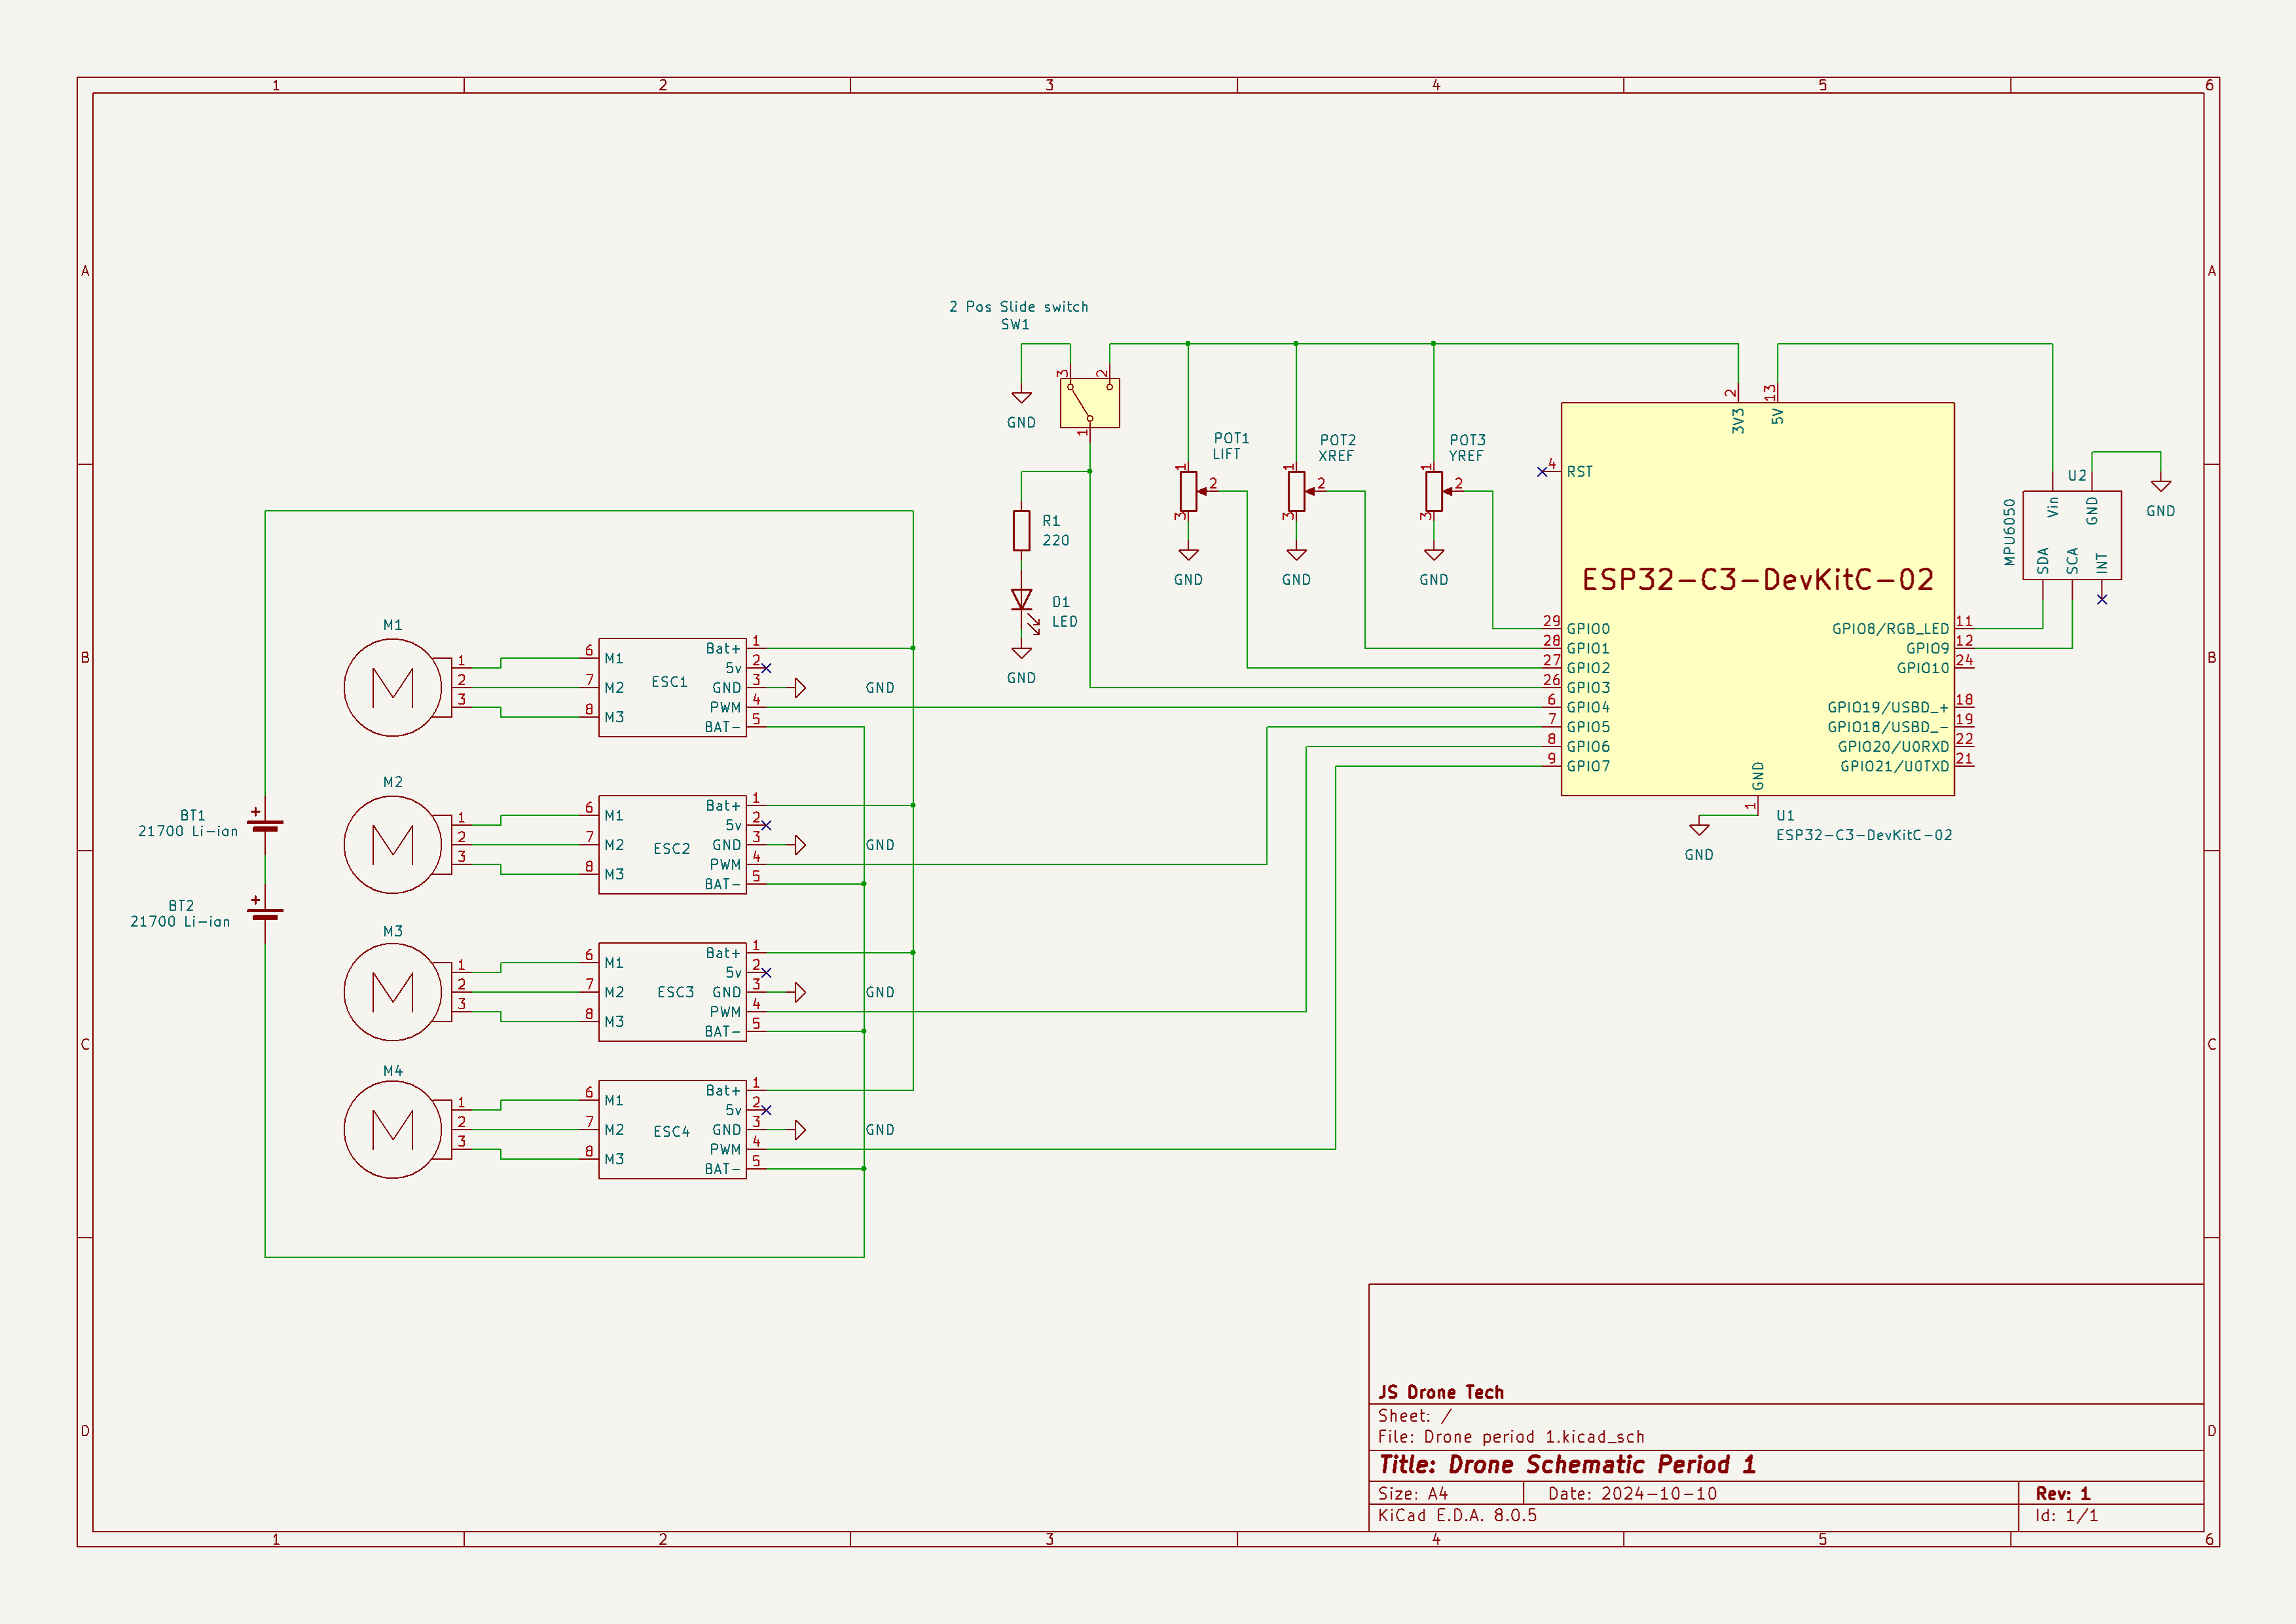 1 2 3 4 5 6
A A
2 Pos Slide switch
SW1
3 2
GND
1
2 13
3V3 5V
POT1
LIFT
1 2 3
GND
POT2
XREF
1 2 3
GND
POT3
YREF
1 2 3
GND
R1
220
D1
LED
GND
4 RST
ESP32-C3-DevKitC-02
29 GPIO0
28 GPIO1
27 GPIO2
26 GPIO3
6 GPIO4
7 GPIO5
8 GPIO6
9 GPIO7
GPIO8/RGB_LED 11
GPIO9 12
GPIO10 24
GPIO19/USBD_+ 18
GPIO18/USBD_- 19
GPIO20/U0RXD 22
GPIO21/U0TXD 21
GND
1
U1
ESP32-C3-DevKitC-02
GND
U2
MPU6050
Vin GND
SDA SCA INT
GND
B B
M1
M
1
2
3
6 M1
7 M2
8 M3
ESC1
Bat+ 1
5v 2
GND 3
PWM 4
BAT- 5
GND
BT1
21700 Li-ian
+
M2
M
1
2
3
6 M1
7 M2
8 M3
ESC2
Bat+ 1
5v 2
GND 3
PWM 4
BAT- 5
GND
BT2
21700 Li-ian
+
M3
M
1
2
3
6 M1
7 M2
8 M3
ESC3
Bat+ 1
5v 2
GND 3
PWM 4
BAT- 5
GND
C C
M4
M
1
2
3
6 M1
7 M2
8 M3
ESC4
Bat+ 1
5v 2
GND 3
PWM 4
BAT- 5
GND
D D
JS Drone Tech
Sheet: /
File: Drone period 1.kicad_sch
Title: Drone Schematic Period 1
Size: A4 Date: 2024-10-10 Rev: 1
KiCad E.D.A. 8.0.5 Id: 1/1
1 2 3 4 5 6